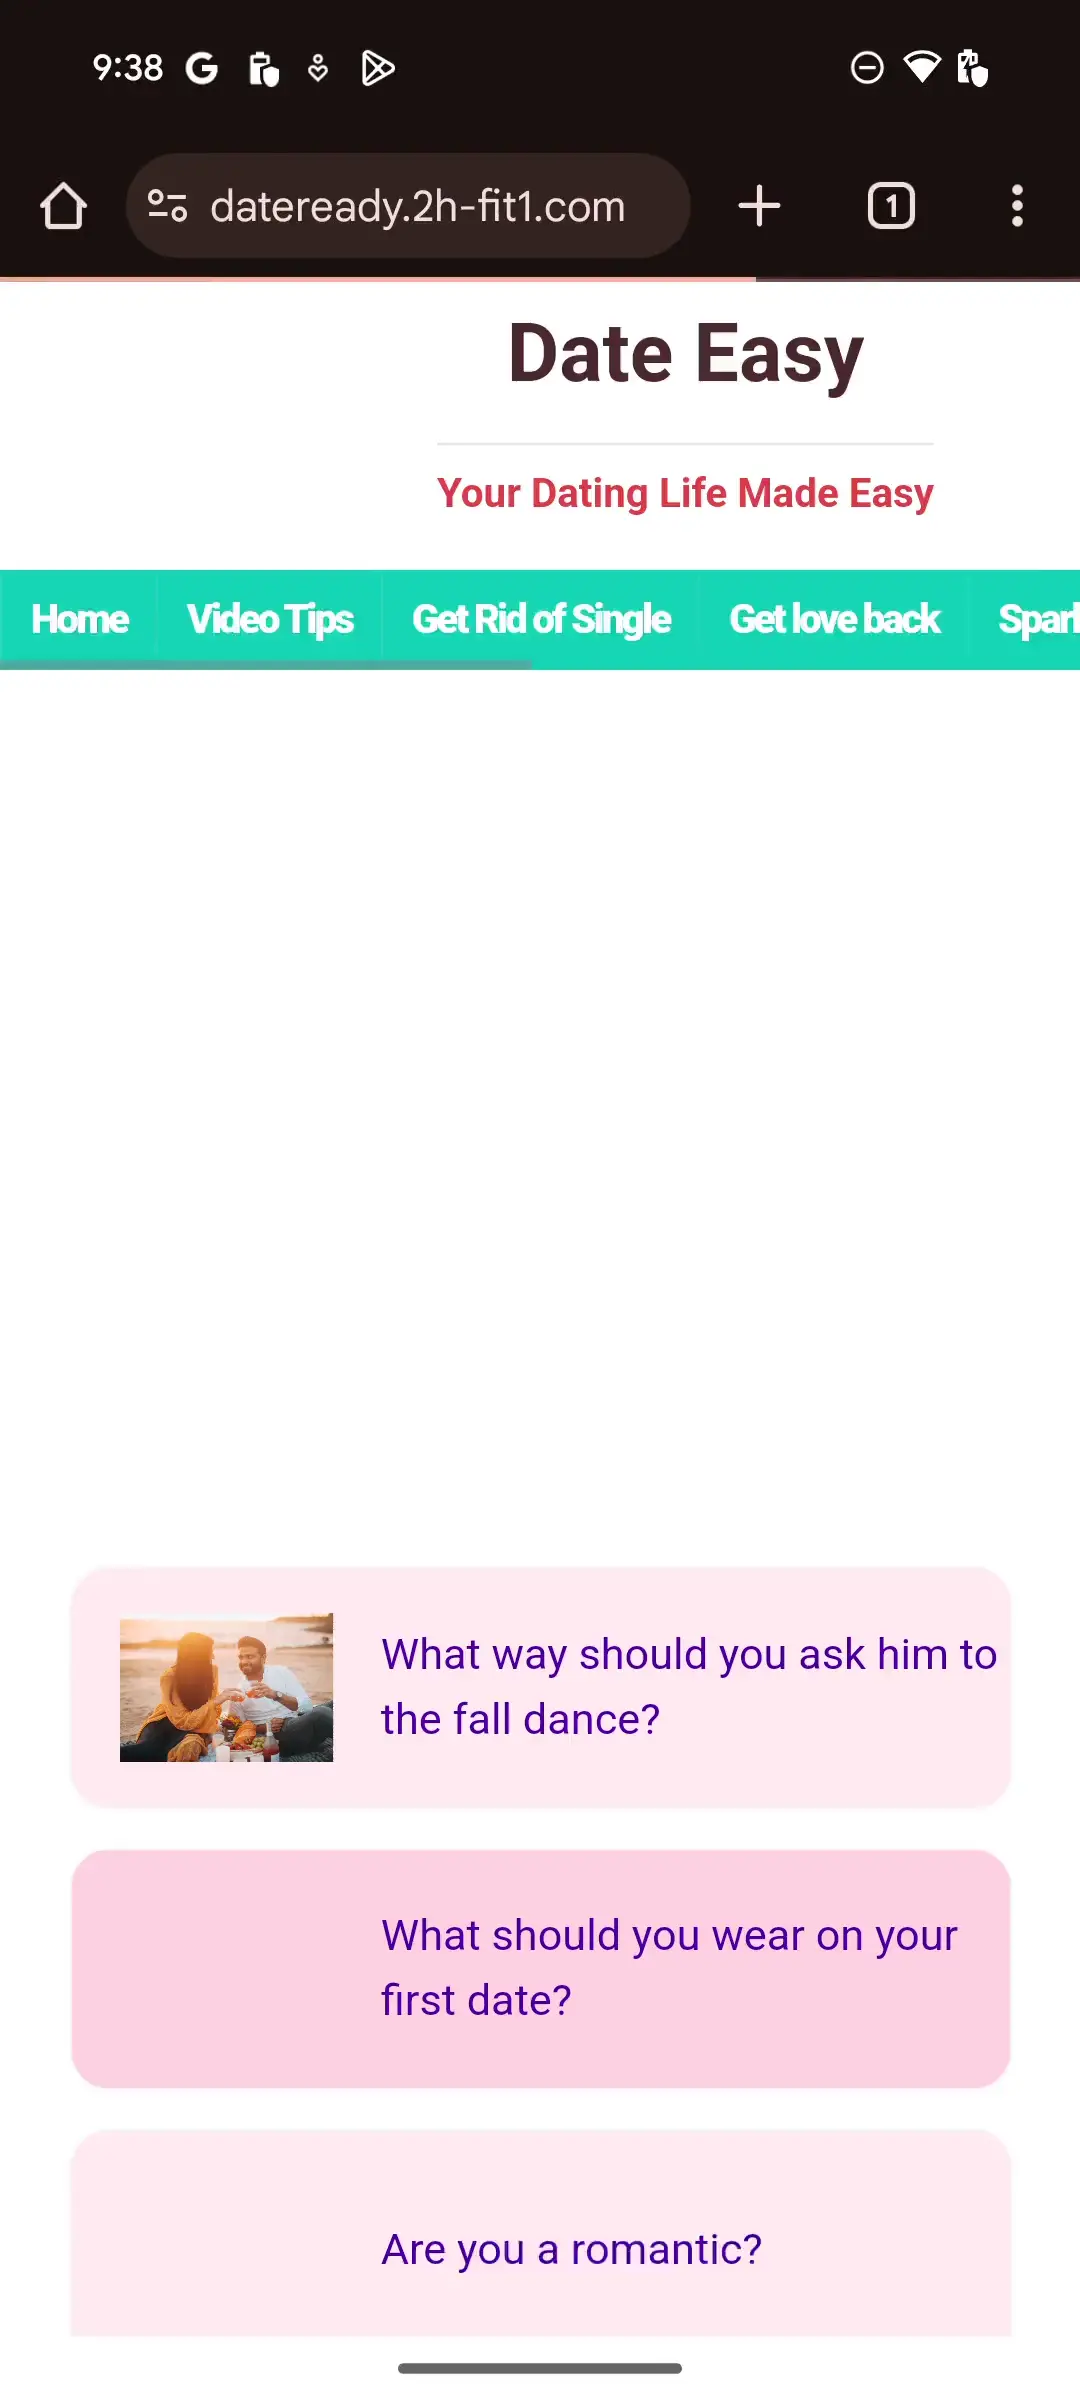 9:38
dateready.2h-fit1.com
1
Date Easy
Your Dating Life Made Easy
Home Video Tips Get Rid of Single Get love back
What way should you ask him to
the fall dance?
What should you wear on your
first date?
Are you a romantic?